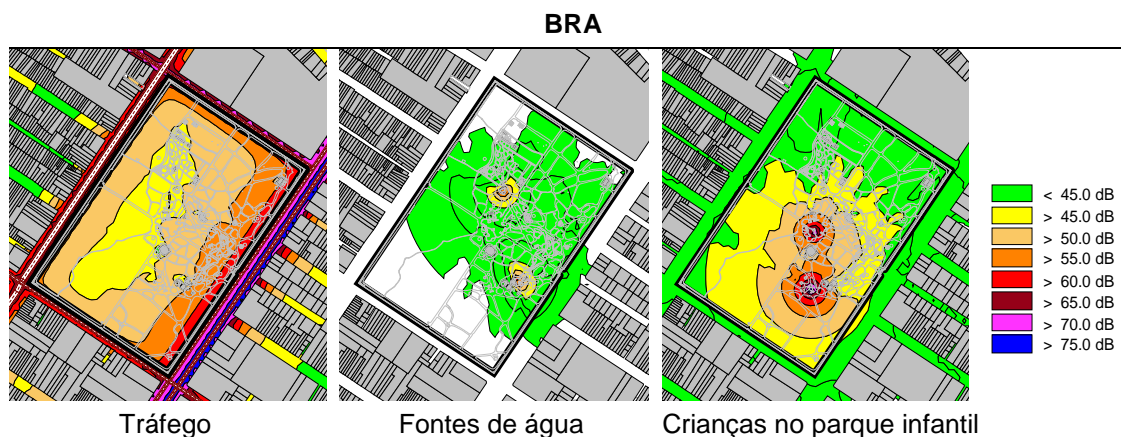 BRA
< 45.0 dB
> 45.0 dB
> 50.0 dB
> 55.0 dB
> 60.0 dB
> 65.0 dB
> 70.0 dB
> 75.0 dB
Tráfego
Fontes de água
Crianças no parque infantil